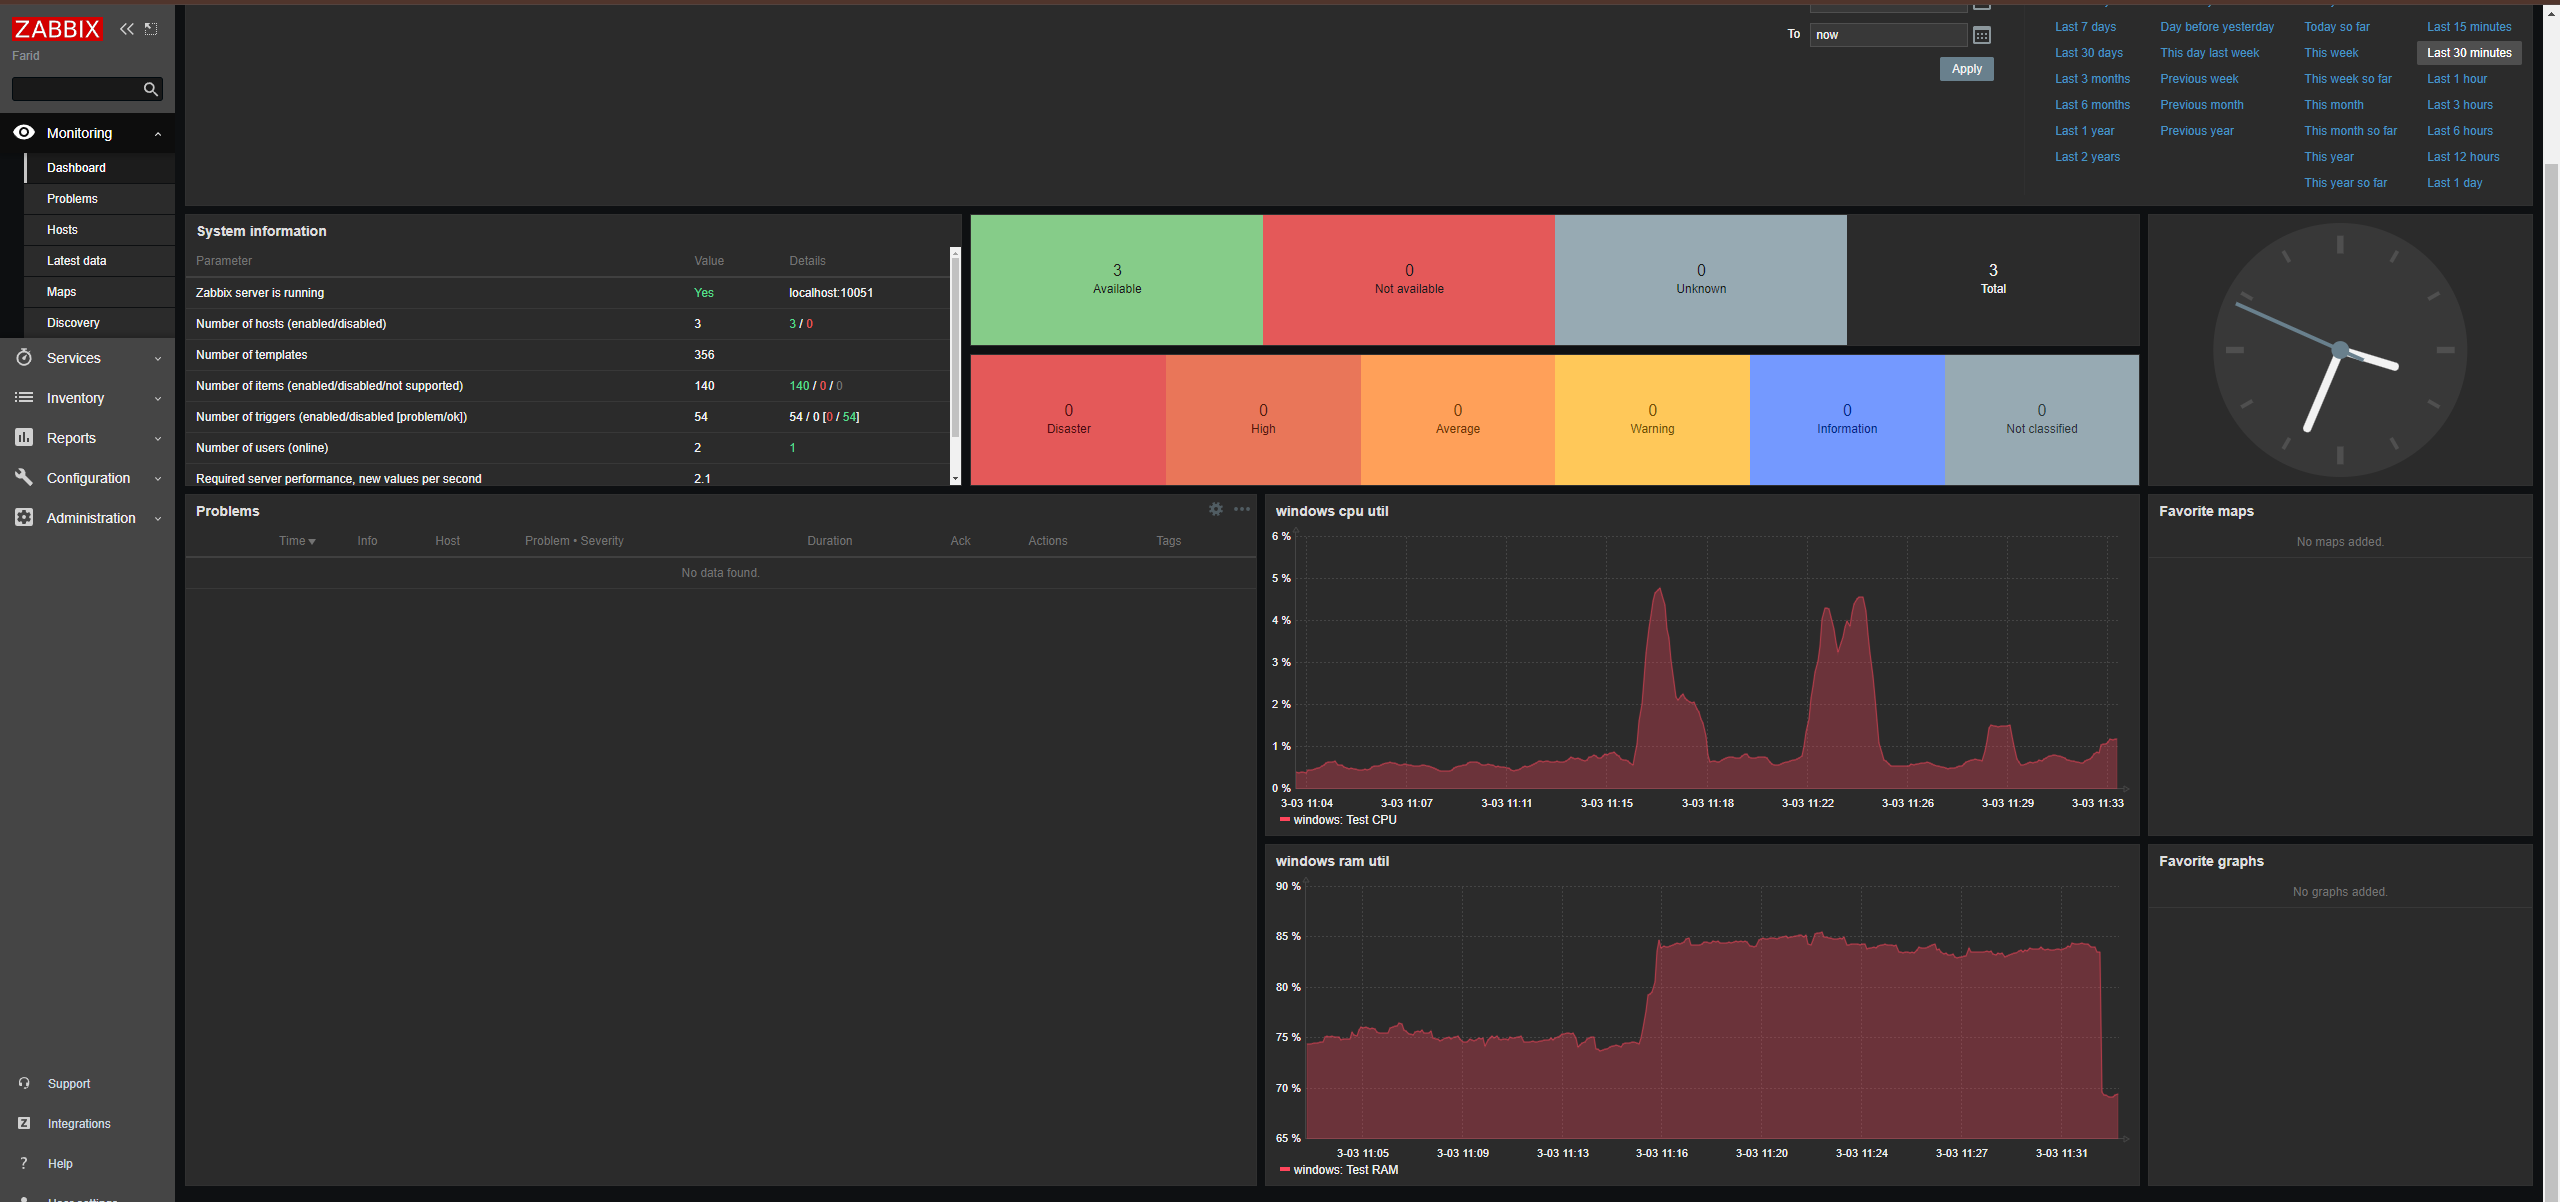 ZABBIX
Farid
Monitoring
Dashboard
Problems
Hosts
Latest data
Maps
Discovery
Services
Inventory
Reports
Configuration
Administration
Support
Integrations
Help
To now
Apply
Last 7 days Day before yesterday Today so far Last 15 minutes
Last 30 days This day last week This week Last 30 minutes
Last 3 months Previous week This week so far Last 1 hour
Last 6 months Previous month This month Last 3 hours
Last 1 year Previous year This month so far Last 6 hours
Last 2 years This year Last 12 hours
This year so far Last 1 day
System information
Parameter Value Details
Zabbix server is running Yes localhost:10051
Number of hosts (enabled/disabled) 3 3 / 0
Number of templates 356
Number of items (enabled/disabled/not supported) 140 140 / 0 / 0
Number of triggers (enabled/disabled [problem/ok]) 54 54 / 0 [0 / 54]
Number of users (online) 2 1
Required server performance, new values per second 2.1
3 0 0 3
Available Not available Unknown Total
0 0 0 0 0 0
Disaster High Average Warning Information Not classified
Problems
Time Info Host Problem • Severity Duration Ack Actions Tags
No data found.
windows cpu util
6 %
5 %
4 %
3 %
2 %
1 %
0 %
3-03 11:04 3-03 11:07 3-03 11:11 3-03 11:15 3-03 11:18 3-03 11:22 3-03 11:26 3-03 11:29 3-03 11:33
windows: Test CPU
Favorite maps
No maps added.
windows ram util
90 %
85 %
80 %
75 %
70 %
65 %
3-03 11:05 3-03 11:09 3-03 11:13 3-03 11:16 3-03 11:20 3-03 11:24 3-03 11:27 3-03 11:31
windows: Test RAM
Favorite graphs
No graphs added.